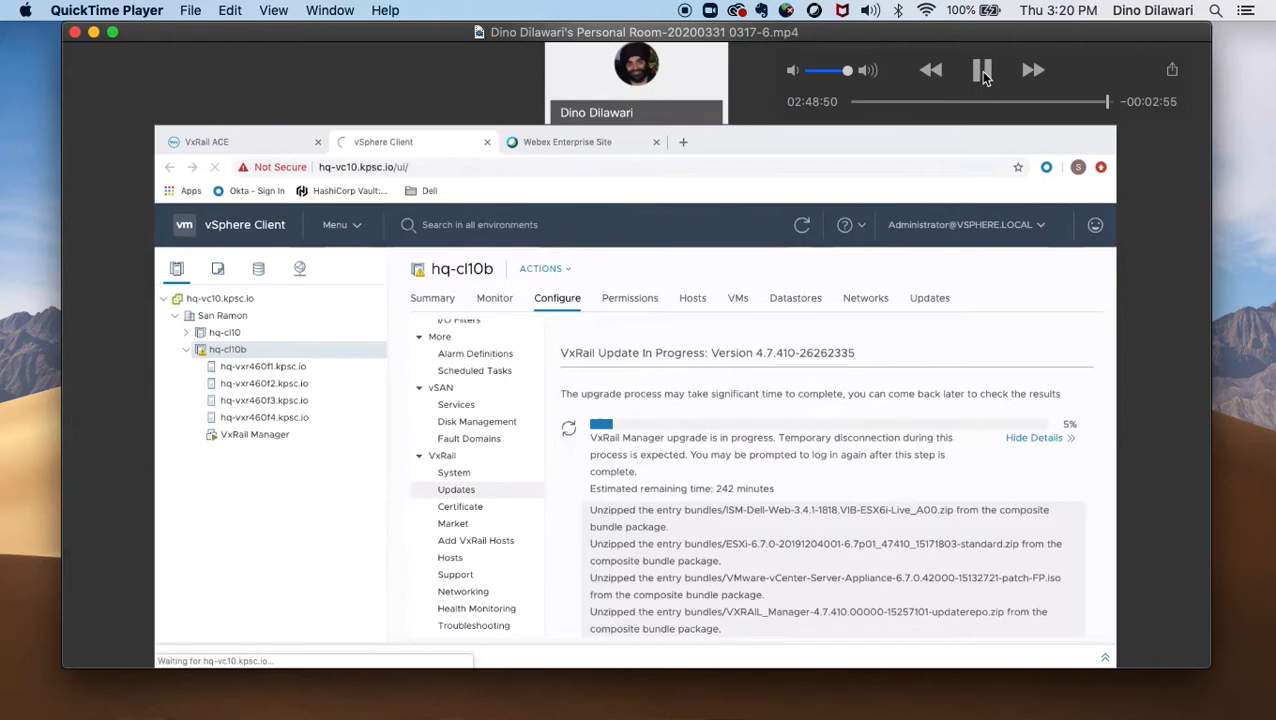 QuickTime Player File Edit View Window Help 100% Thu 3:20 PM Dino Dilawari
Dino Dilawari's Personal Room-20200331 0317-6.mp4
02:48:50 -00:02:55
Dino Dilawari
VxRail ACE vSphere Client Webex Enterprise Site
Not Secure hq-vc10.kpsc.io/ui/ S
Apps Okta - Sign In HashiCorp Vault:... Dell
vm vSphere Client Menu Search in all environments Administrator@VSPHERE.LOCAL
hq-cl10b ACTIONS
Summary Monitor Configure Permissions Hosts VMs Datastores Networks Updates
hq-vc10.kpsc.io
San Ramon
hq-cl10
hq-cl10b
hq-vxr460f1.kpsc.io
hq-vxr460f2.kpsc.io
hq-vxr460f3.kpsc.io
hq-vxr460f4.kpsc.io
VxRail Manager
I/O Filters
More
Alarm Definitions
Scheduled Tasks
vSAN
Services
Disk Management
Fault Domains
VxRail
System
Updates
Certificate
Market
Add VxRail Hosts
Hosts
Support
Networking
Health Monitoring
Troubleshooting
VxRail Update In Progress: Version 4.7.410-26262335
The upgrade process may take significant time to complete, you can come back later to check the results
5%
VxRail Manager upgrade is in progress. Temporary disconnection during this Hide Details
process is expected. You may be prompted to log in again after this step is
complete.
Estimated remaining time: 242 minutes
Unzipped the entry bundles/ISM-Dell-Web-3.4.1-1818.VIB-ESX6i-Live_A00.zip from the composite
bundle package.
Unzipped the entry bundles/ESXi-6.7.0-20191204001-6.7p01_47410_15171803-standard.zip from the
composite bundle package.
Unzipped the entry bundles/VMware-vCenter-Server-Appliance-6.7.0.42000-15132721-patch-FP.iso
from the composite bundle package.
Unzipped the entry bundles/VXRAIL_Manager-4.7.410.00000-15257101-updaterepo.zip from the
composite bundle package.
Waiting for hq-vc10.kpsc.io...